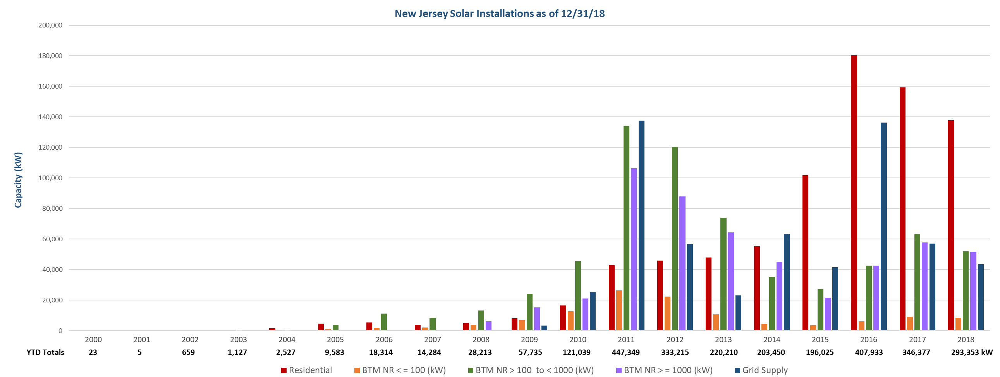 New Jersey Solar Installations as of 12/31/18
Capacity (kW)
200,000
180,000
160,000
140,000
120,000
100,000
80,000
60,000
40,000
20,000
0
2000 2001 2002 2003 2004 2005 2006 2007 2008 2009 2010 2011 2012 2013 2014 2015 2016 2017 2018
YTD Totals 23 5 659 1,127 2,527 9,583 18,314 14,284 28,213 57,735 121,039 447,349 333,215 220,210 203,450 196,025 407,933 346,377 293,353 kW
Residential BTM NR < = 100 (kW) BTM NR > 100 to < 1000 (kW) BTM NR > = 1000 (kW) Grid Supply